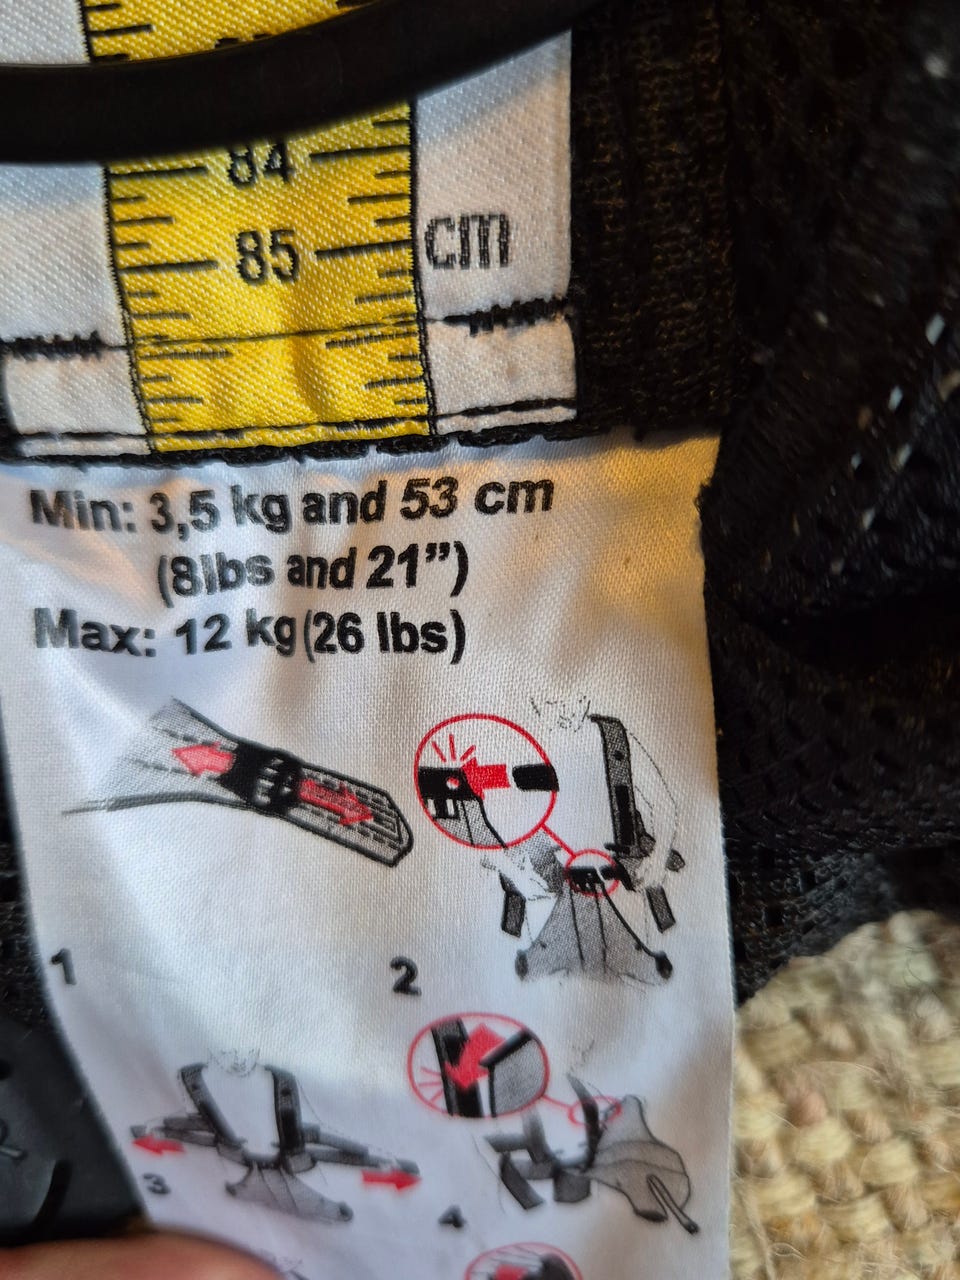 84
85
cm
Min: 3,5 kg and 53 cm
(8lbs and 21”)
Max: 12 kg(26 lbs)
1
2
3
4